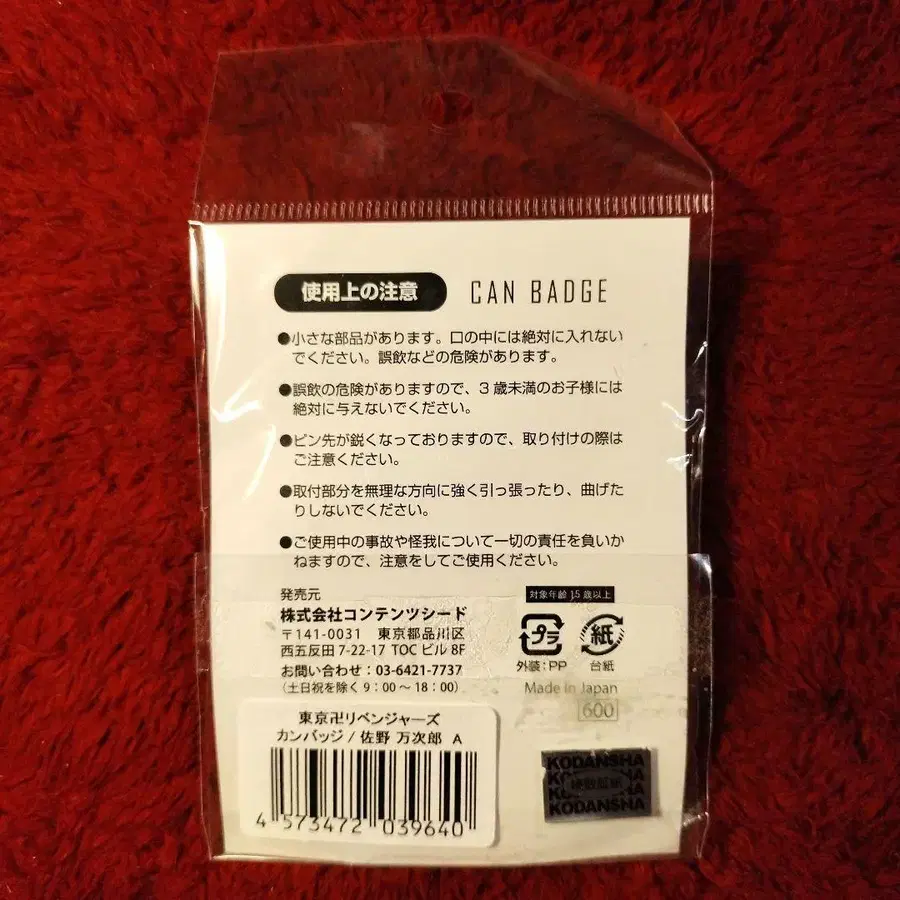 使用上の注意 CAN BADGE
●小さな部品があります。口の中には絶対に入れない
でください。誤飲などの危険があります。
●誤飲の危険がありますので、3歳未満のお子様には
絶対に与えないでください。
●ピン先が鋭くなっておりますので、取り付けの際は
ご注意ください。
●取付部分を無理な方向に強く引っ張ったり、曲げた
りしないでください。
●ご使用中の事故や怪我について一切の責任を負いか
ねますので、注意をしてご使用ください。
発売元
株式会社コンテンツシード
〒141-0031 東京都品川区
西五反田7-22-17 TOCビル8F
お問い合わせ:03-6421-7737
(土日祝を除く9:00〜18:00)
対象年齢15歳以上
プラ 紙
外装:PP 台紙
Made in Japan
600
東京卍リベンジャーズ
カンバッジ/佐野 万次郎 A
4 573472 039640
KODANSHA
KODANSHA